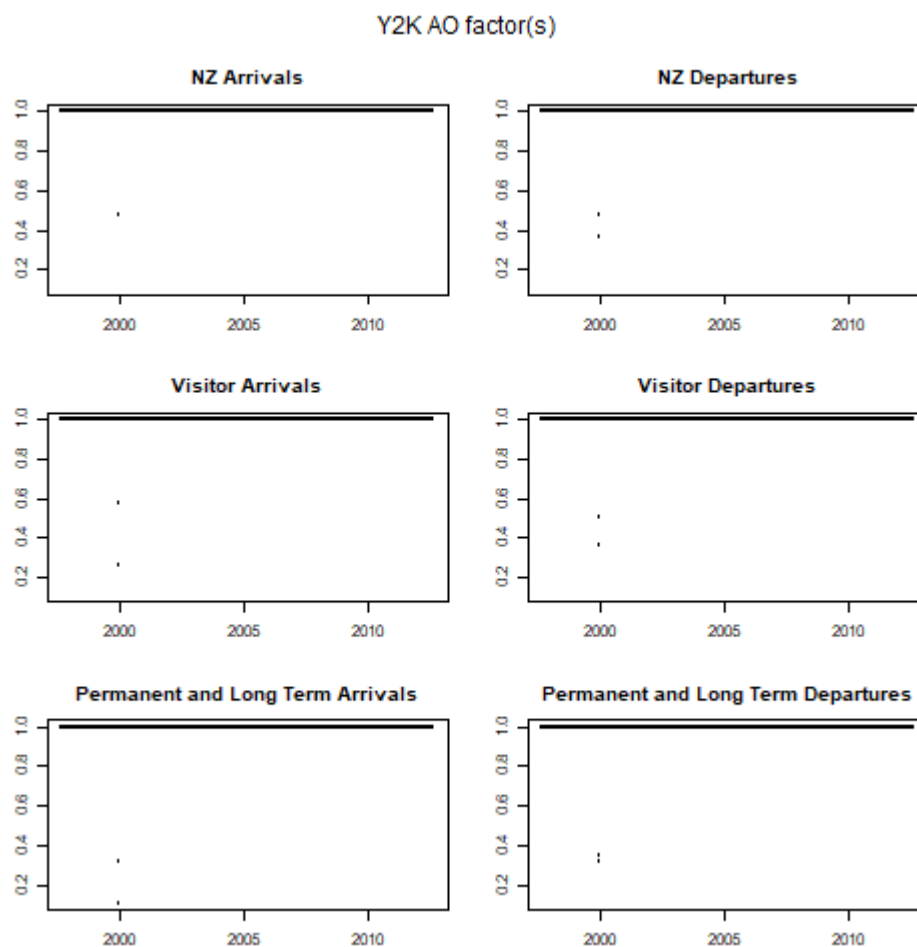 Y2K AO factor(s)
NZ Arrivals
1.0
0.8
0.6
0.4
0.2
2000 2005 2010
NZ Departures
1.0
0.8
0.6
0.4
0.2
2000 2005 2010
Visitor Arrivals
1.0
0.8
0.6
0.4
0.2
2000 2005 2010
Visitor Departures
1.0
0.8
0.6
0.4
0.2
2000 2005 2010
Permanent and Long Term Arrivals
1.0
0.8
0.6
0.4
0.2
2000 2005 2010
Permanent and Long Term Departures
1.0
0.8
0.6
0.4
0.2
2000 2005 2010